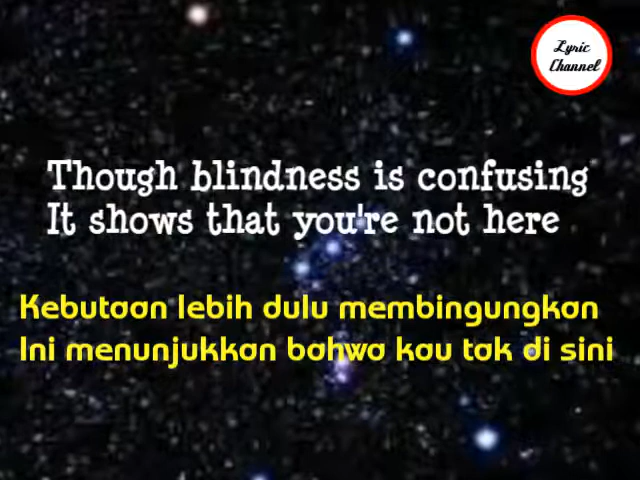 Lyric
Channel
Though blindness is confusing
It shows that you're not here
Kebutaan lebih dulu membingungkan
Ini menunjukkan bahwa kau tak di sini